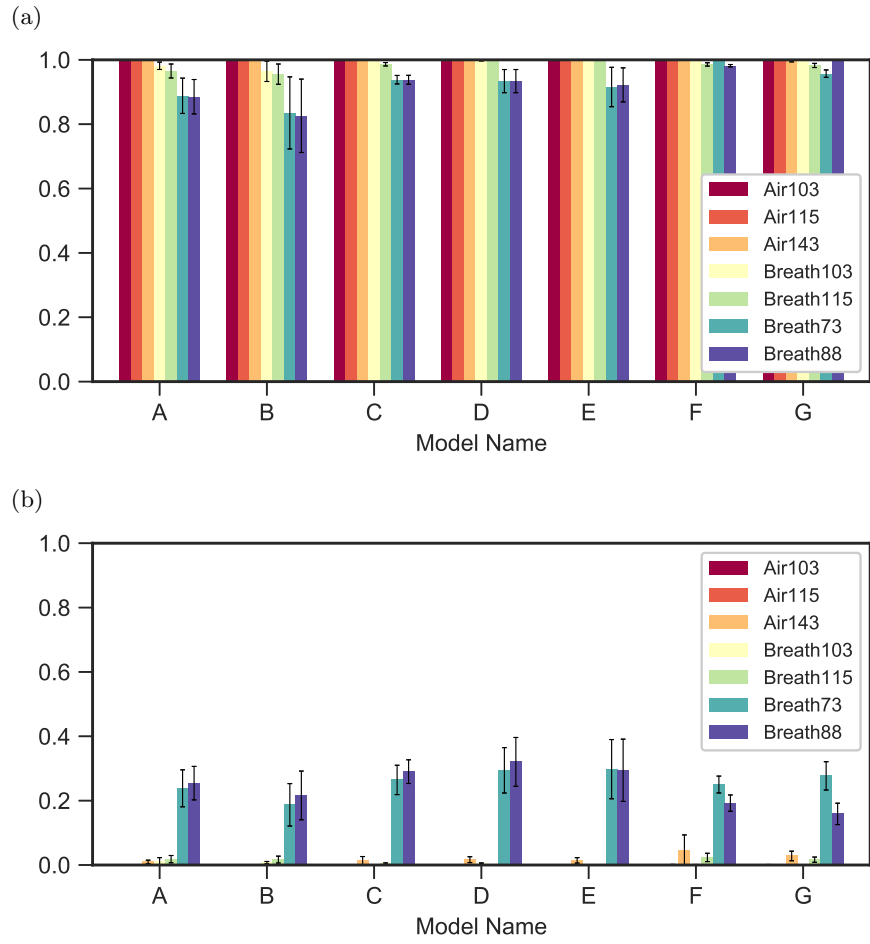 (a)
1.0
0.8
0.6
0.4
0.2
0.0
Air103
Air115
Air143
Breath103
Breath115
Breath73
Breath88
A B C D E F G
Model Name
(b)
1.0
0.8
0.6
0.4
0.2
0.0
Air103
Air115
Air143
Breath103
Breath115
Breath73
Breath88
A B C D E F G
Model Name